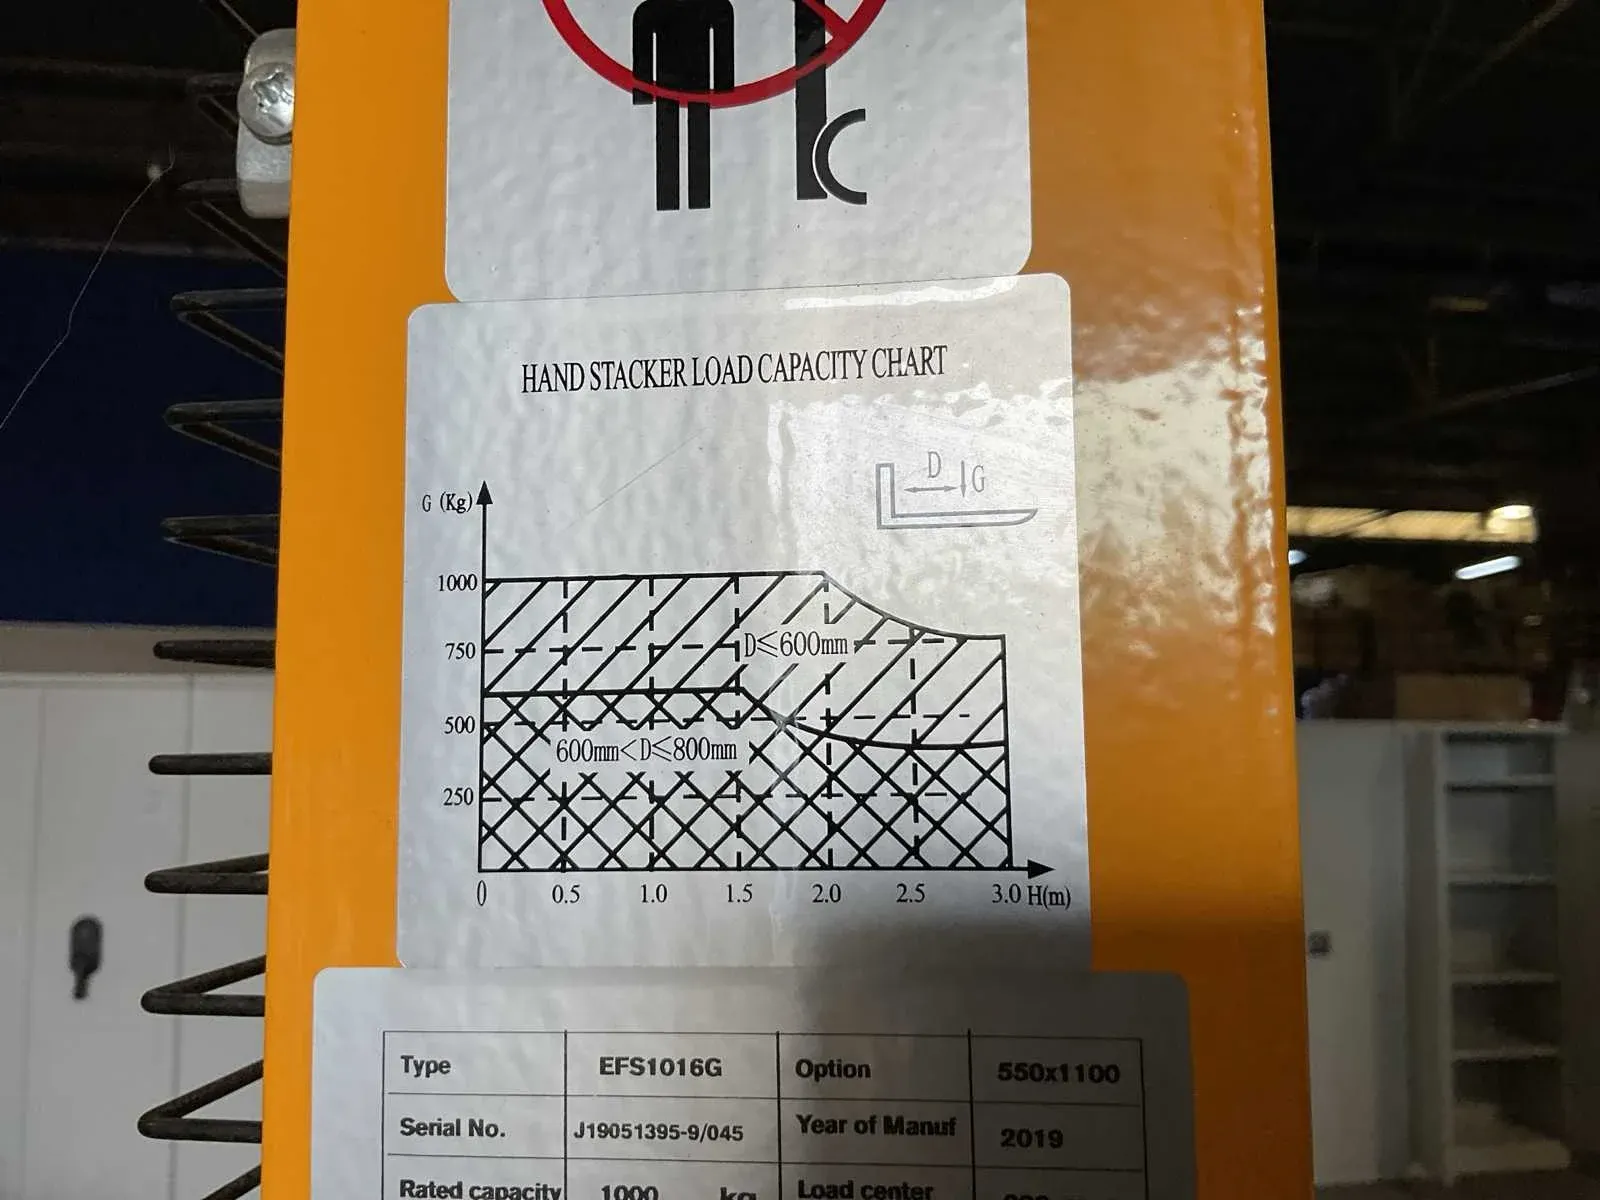 HAND STACKER LOAD CAPACITY CHART
D G
G (Kg)
1000
750
D≤600mm
500
600mm<D≤800mm
250
0 0.5 1.0 1.5 2.0 2.5 3.0 H(m)
Type EFS1016G Option 550x1100
Serial No. J19051395-9/045 Year of Manuf 2019
Rated capacity 1000 kg Load center